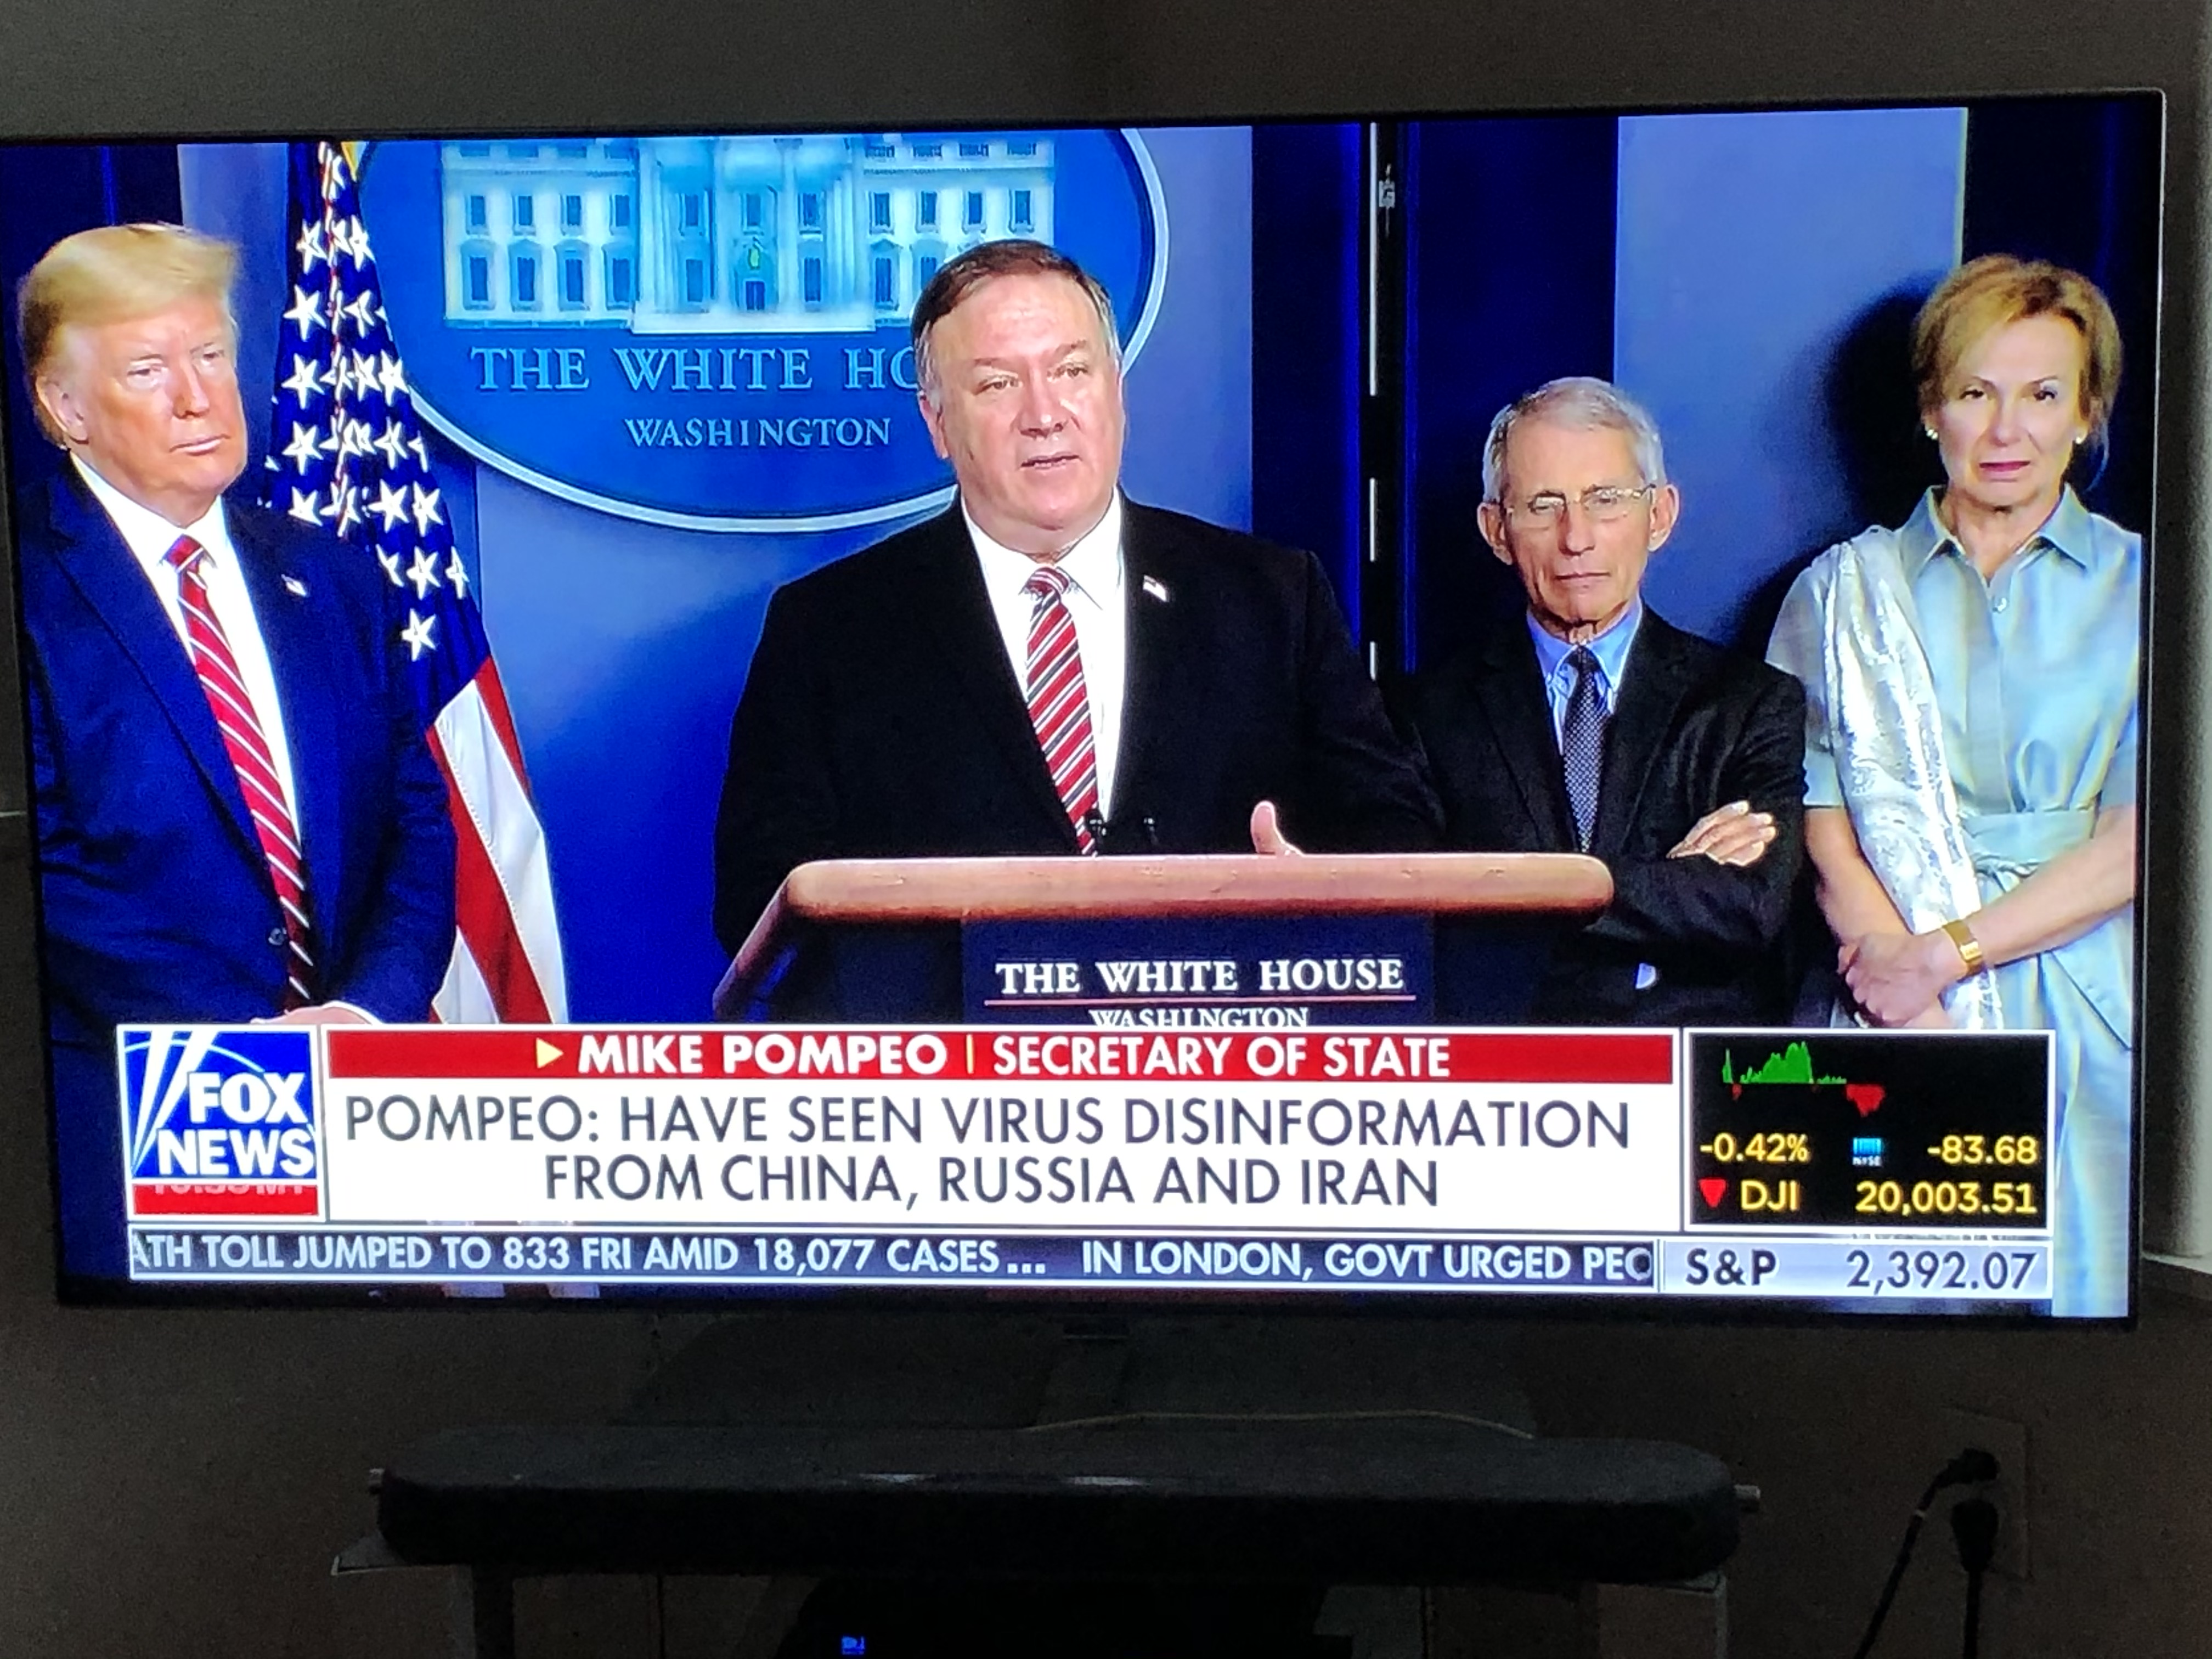 THE WHITE HO
WASHINGTON
THE WHITE HOUSE
WASHINGTON
MIKE POMPEO | SECRETARY OF STATE
FOX
NEWS
POMPEO: HAVE SEEN VIRUS DISINFORMATION
FROM CHINA, RUSSIA AND IRAN
-0.42% NYSE -83.68
DJI 20,003.51
ATH TOLL JUMPED TO 833 FRI AMID 18,077 CASES... IN LONDON, GOVT URGED PEO
S&P 2,392.07